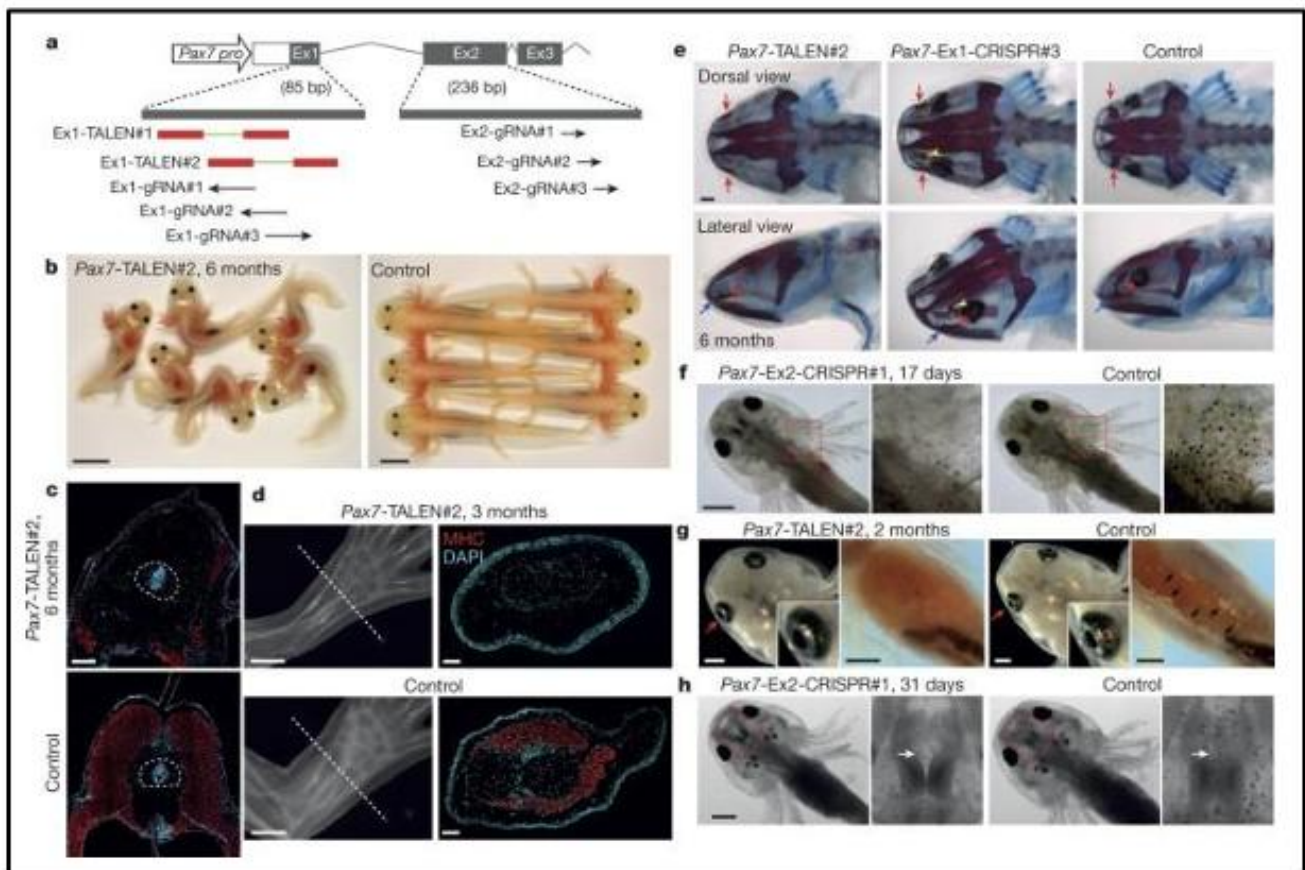 a
Pax7 pro
Ex1
Ex2
Ex3
(85 bp)
(236 bp)
Ex1-TALEN#1
Ex1-TALEN#2
Ex1-gRNA#1
Ex1-gRNA#2
Ex1-gRNA#3
Ex2-gRNA#1
Ex2-gRNA#2
Ex2-gRNA#3
b
Pax7-TALEN#2, 6 months
Control
c
Pax7-TALEN#2,
6 months
Control
d
Pax7-TALEN#2, 3 months
MHC
DAPI
Control
e
Pax7-TALEN#2
Pax7-Ex1-CRISPR#3
Control
Dorsal view
Lateral view
6 months
f
Pax7-Ex2-CRISPR#1, 17 days
Control
g
Pax7-TALEN#2, 2 months
Control
h
Pax7-Ex2-CRISPR#1, 31 days
Control